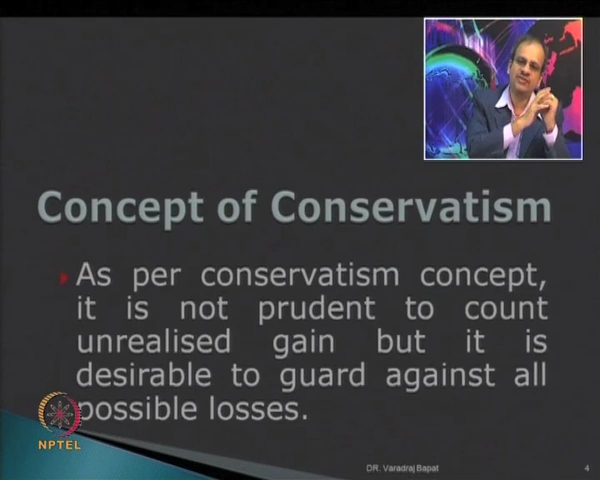 Concept of Conservatism
As per conservatism concept,
it is not prudent to count
unrealised gain but it is
desirable to guard against all
possible losses.
NPTEL
DR. Varadraj Bapat
4